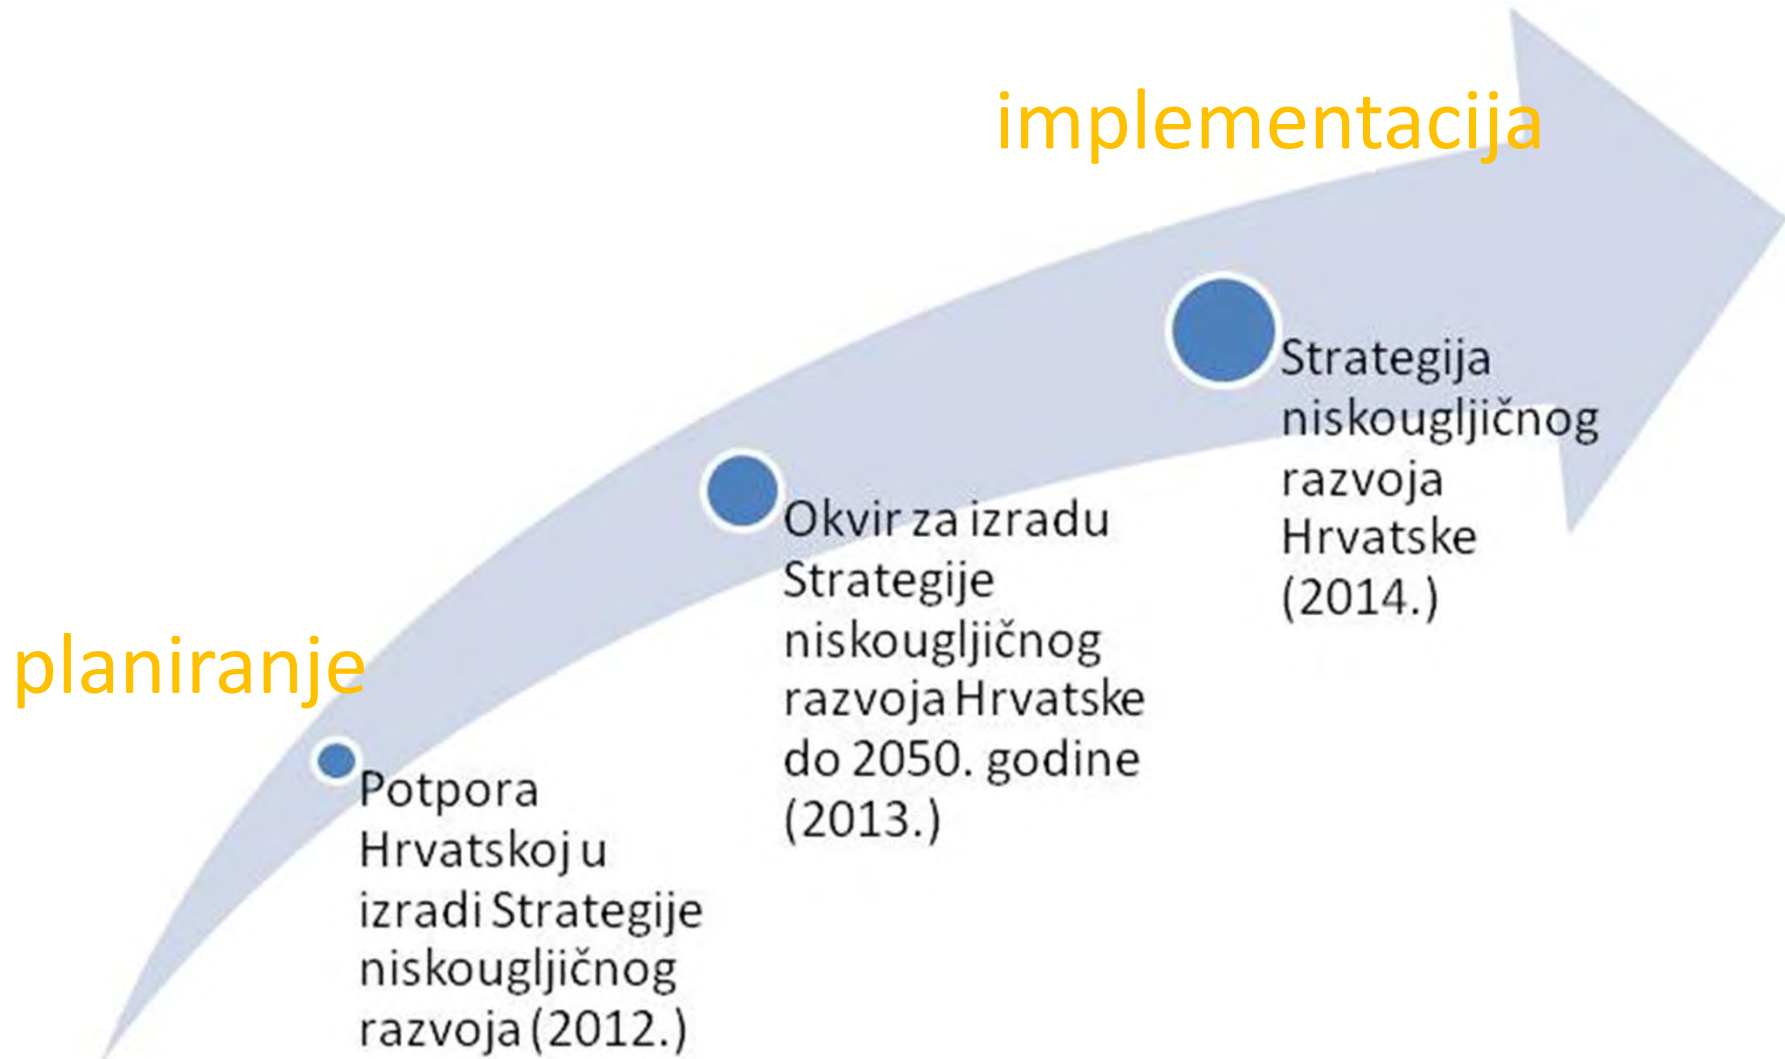 implementacija
planiranje
Potpora
Hrvatskoj u
izradi Strategije
niskougljičnog
razvoja (2012.)
Okvir za izradu
Strategije
niskougljičnog
razvoja Hrvatske
do 2050. godine
(2013.)
Strategija
niskougljičnog
razvoja
Hrvatske
(2014.)